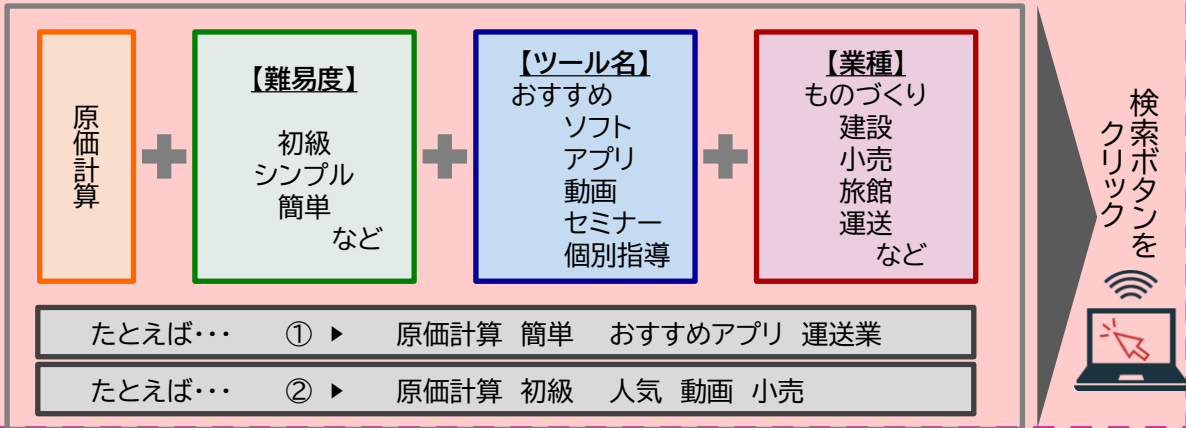 原価計算
【難易度】
初級
シンプル
簡単
など
【ツール名】
おすすめ
ソフト
アプリ
動画
セミナー
個別指導
【業種】
ものづくり
建設
小売
旅館
運送
など
たとえば･･･　①　▶　原価計算　簡単　おすすめアプリ　運送業
たとえば･･･　②　▶　原価計算　初級　人気　動画　小売
検索ボタンを
クリック